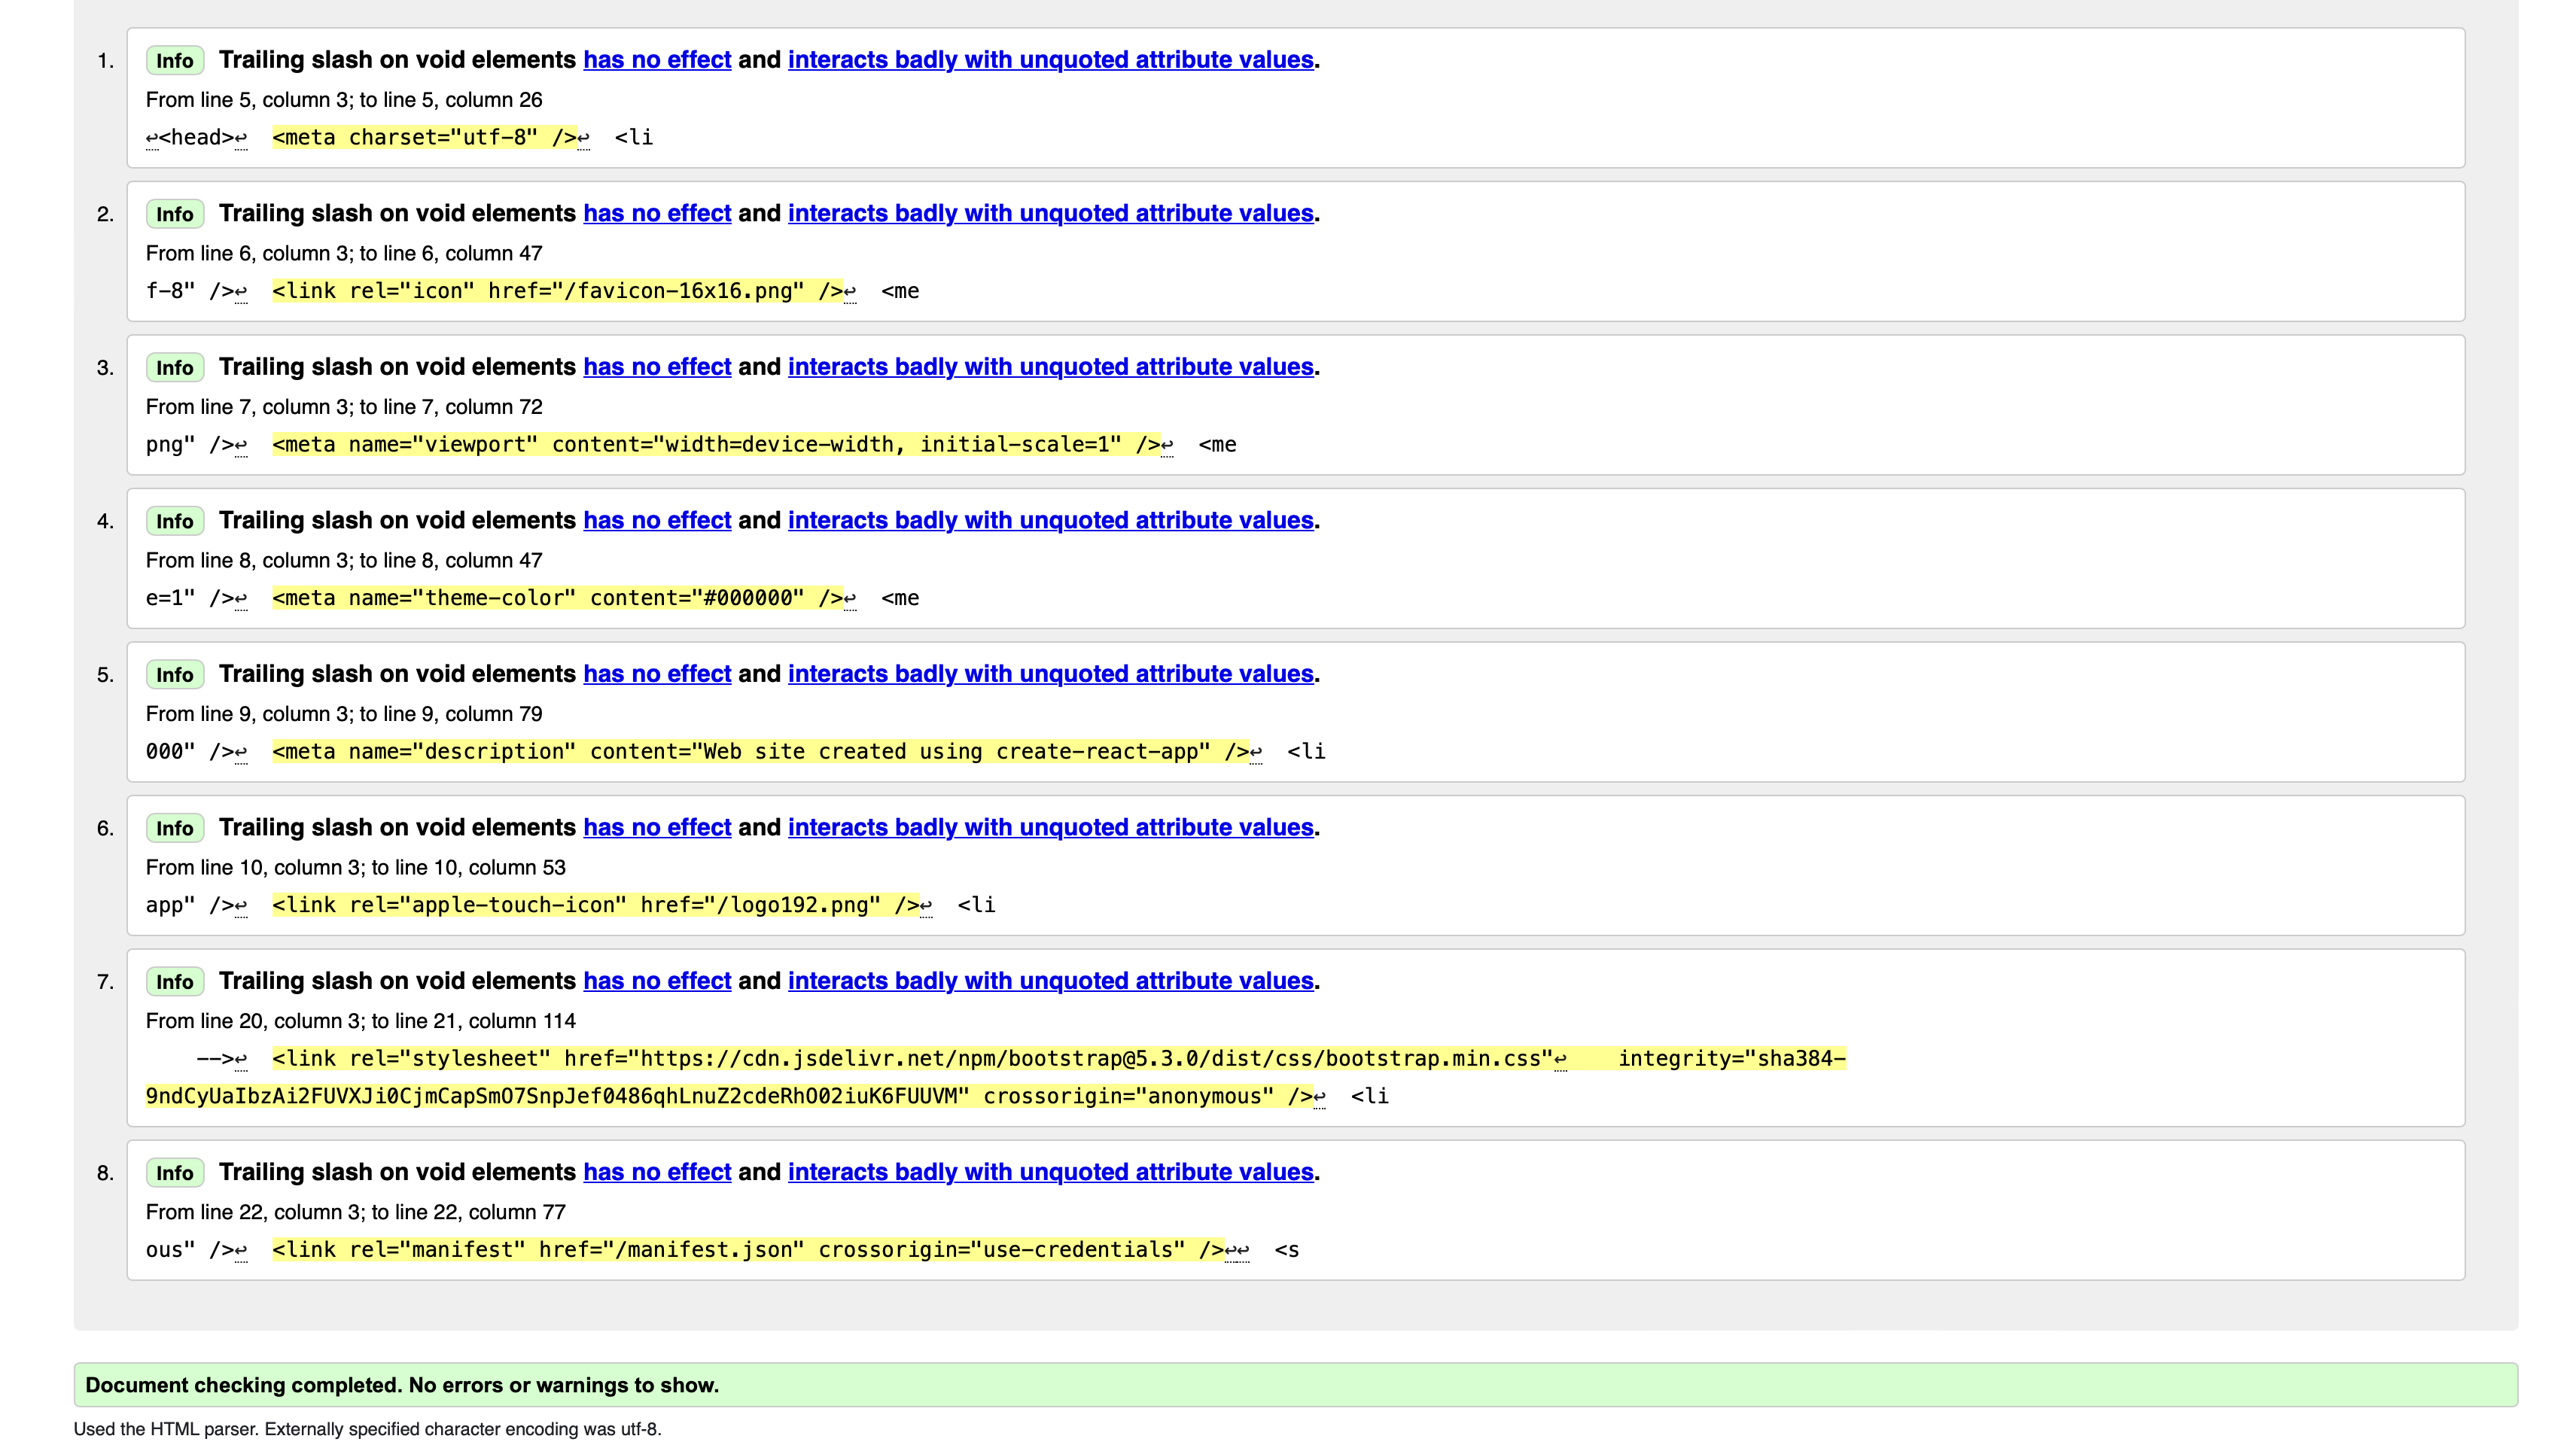 1. Info Trailing slash on void elements has no effect and interacts badly with unquoted attribute values.
From line 5, column 3; to line 5, column 26
↩<head>↩  <meta charset="utf-8" />↩  <li
2. Info Trailing slash on void elements has no effect and interacts badly with unquoted attribute values.
From line 6, column 3; to line 6, column 47
f-8" />↩  <link rel="icon" href="/favicon-16x16.png" />↩  <me
3. Info Trailing slash on void elements has no effect and interacts badly with unquoted attribute values.
From line 7, column 3; to line 7, column 72
png" />↩  <meta name="viewport" content="width=device-width, initial-scale=1" />↩  <me
4. Info Trailing slash on void elements has no effect and interacts badly with unquoted attribute values.
From line 8, column 3; to line 8, column 47
e=1" />↩  <meta name="theme-color" content="#000000" />↩  <me
5. Info Trailing slash on void elements has no effect and interacts badly with unquoted attribute values.
From line 9, column 3; to line 9, column 79
000" />↩  <meta name="description" content="Web site created using create-react-app" />↩  <li
6. Info Trailing slash on void elements has no effect and interacts badly with unquoted attribute values.
From line 10, column 3; to line 10, column 53
app" />↩  <link rel="apple-touch-icon" href="/logo192.png" />↩  <li
7. Info Trailing slash on void elements has no effect and interacts badly with unquoted attribute values.
From line 20, column 3; to line 21, column 114
-->↩  <link rel="stylesheet" href="https://cdn.jsdelivr.net/npm/bootstrap@5.3.0/dist/css/bootstrap.min.css"↩    integrity="sha384-
9ndCyUaIbzAi2FUVXJi0CjmCapSmO7SnpJef0486qhLnuZ2cdeRhO02iuK6FUUVM" crossorigin="anonymous" />↩  <li
8. Info Trailing slash on void elements has no effect and interacts badly with unquoted attribute values.
From line 22, column 3; to line 22, column 77
ous" />↩  <link rel="manifest" href="/manifest.json" crossorigin="use-credentials" />↩↩  <s
Document checking completed. No errors or warnings to show.
Used the HTML parser. Externally specified character encoding was utf-8.